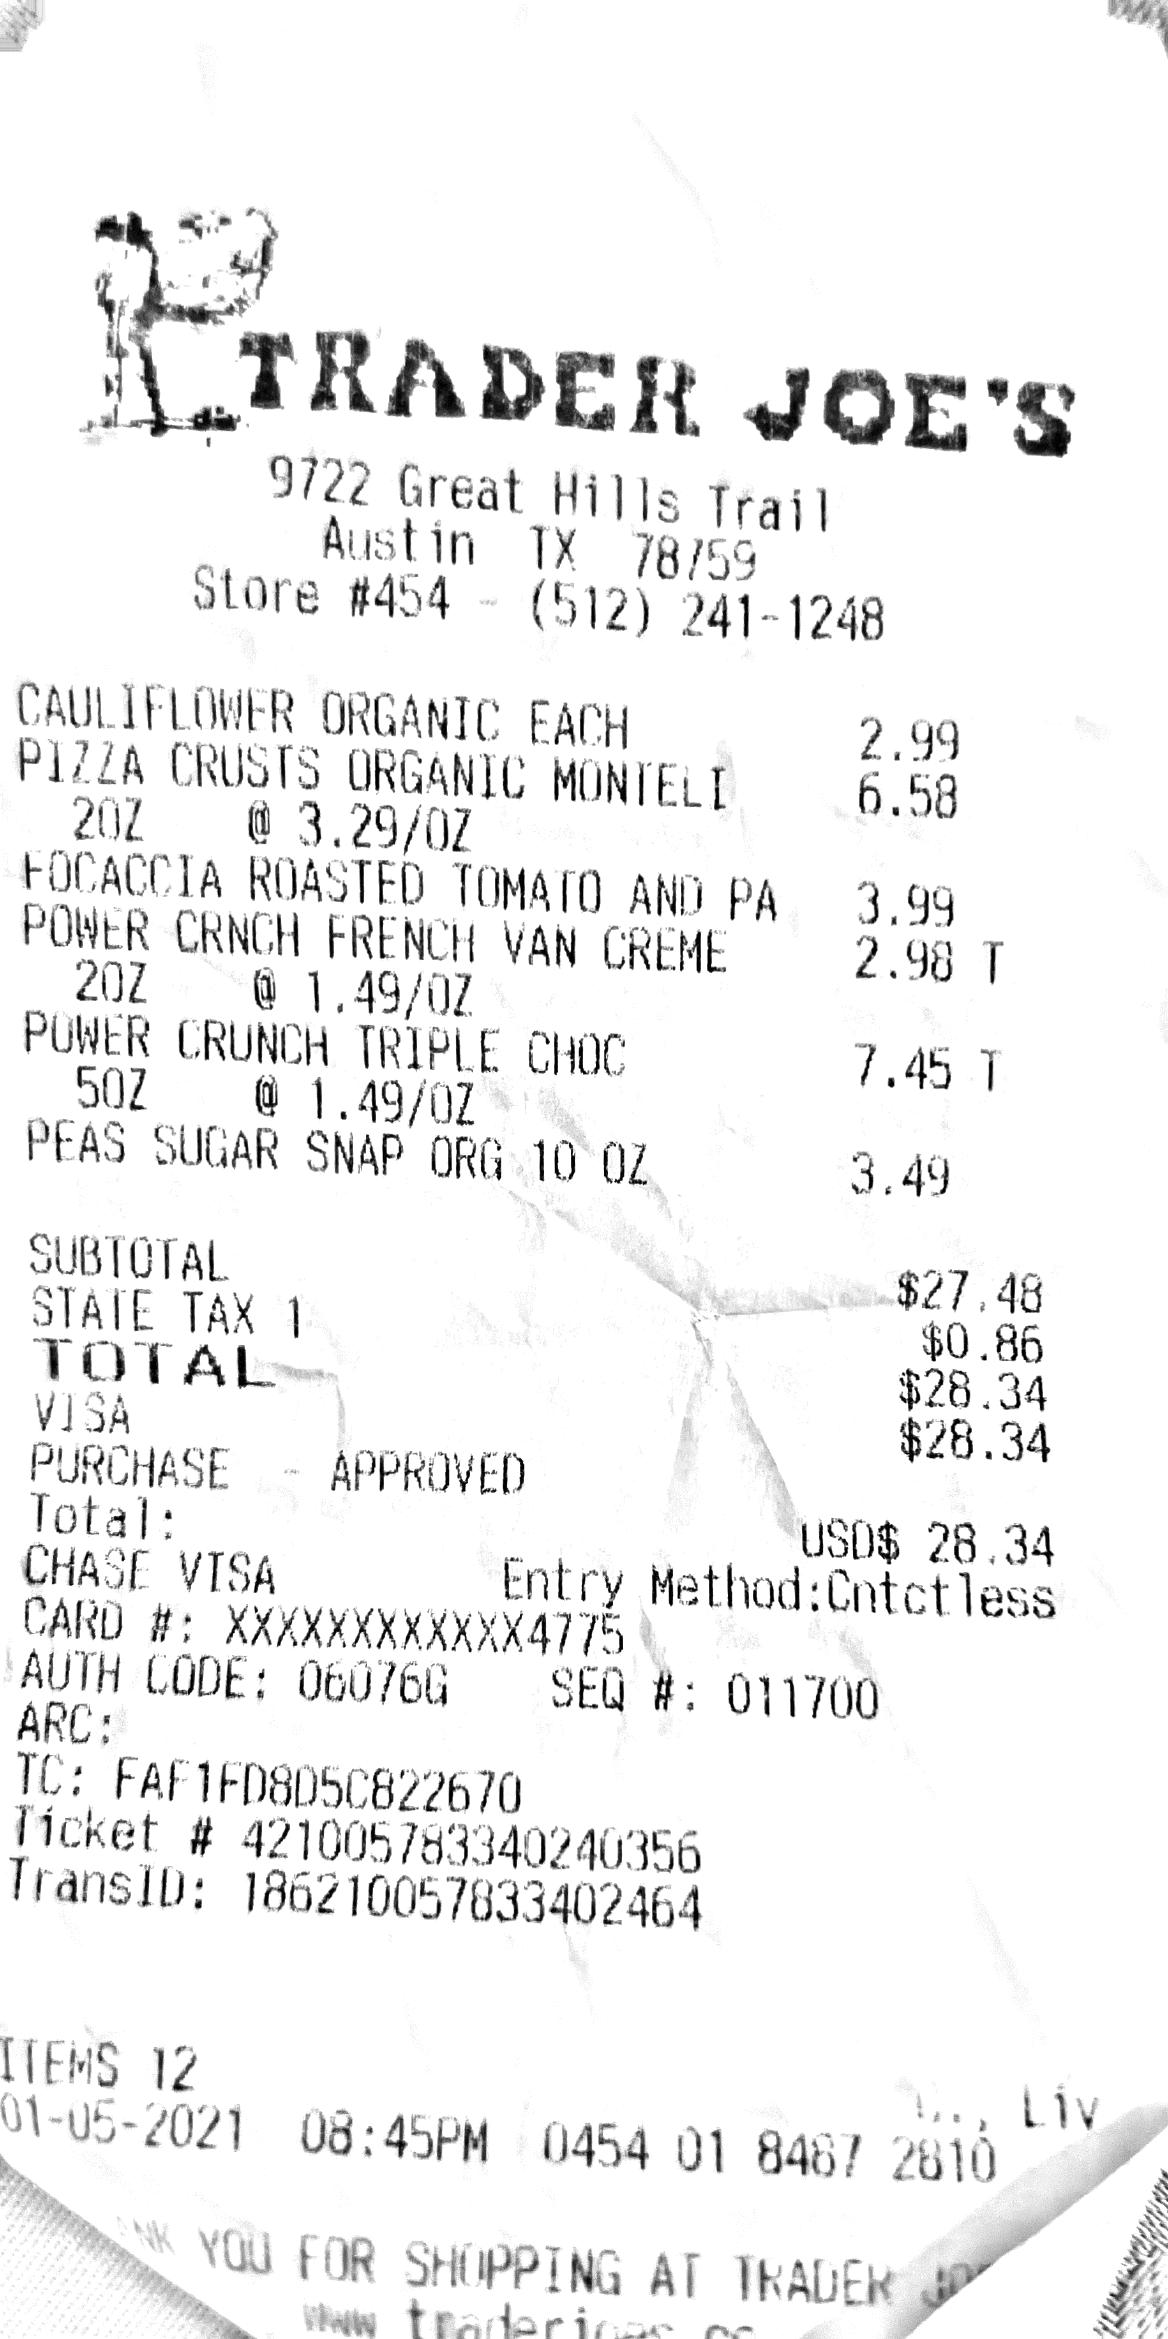 TRADER JOE'S
9722 Great Hills Trail
Austin TX 78759
Store #454 - (512) 241-1248
CAULIFLOWER ORGANIC EACH 2.99
PIZZA CRUSTS ORGANIC MONTELI 6.58
2OZ @ 3.29/OZ
FOCACCIA ROASTED TOMATO AND PA 3.99
POWER CRNCH FRENCH VAN CREME 2.98 T
2OZ @ 1.49/OZ
POWER CRUNCH TRIPLE CHOC 7.45 T
5OZ @ 1.49/OZ
PEAS SUGAR SNAP ORG 10 OZ 3.49
SUBTOTAL $27.48
STATE TAX 1 $0.86
TOTAL $28.34
VISA $28.34
PURCHASE - APPROVED
Total: USD$ 28.34
CHASE VISA Entry Method:Cntctless
CARD #: XXXXXXXXXXXX4775
AUTH CODE: 06076G SEQ #: 011700
ARC:
TC: FAF1FD8D5C822670
Ticket # 421005783340240356
TransID: 186210057833402464
ITEMS 12 Liv
01-05-2021 08:45PM 0454 01 8467 2810
YOU FOR SHOPPING AT TRADER
www